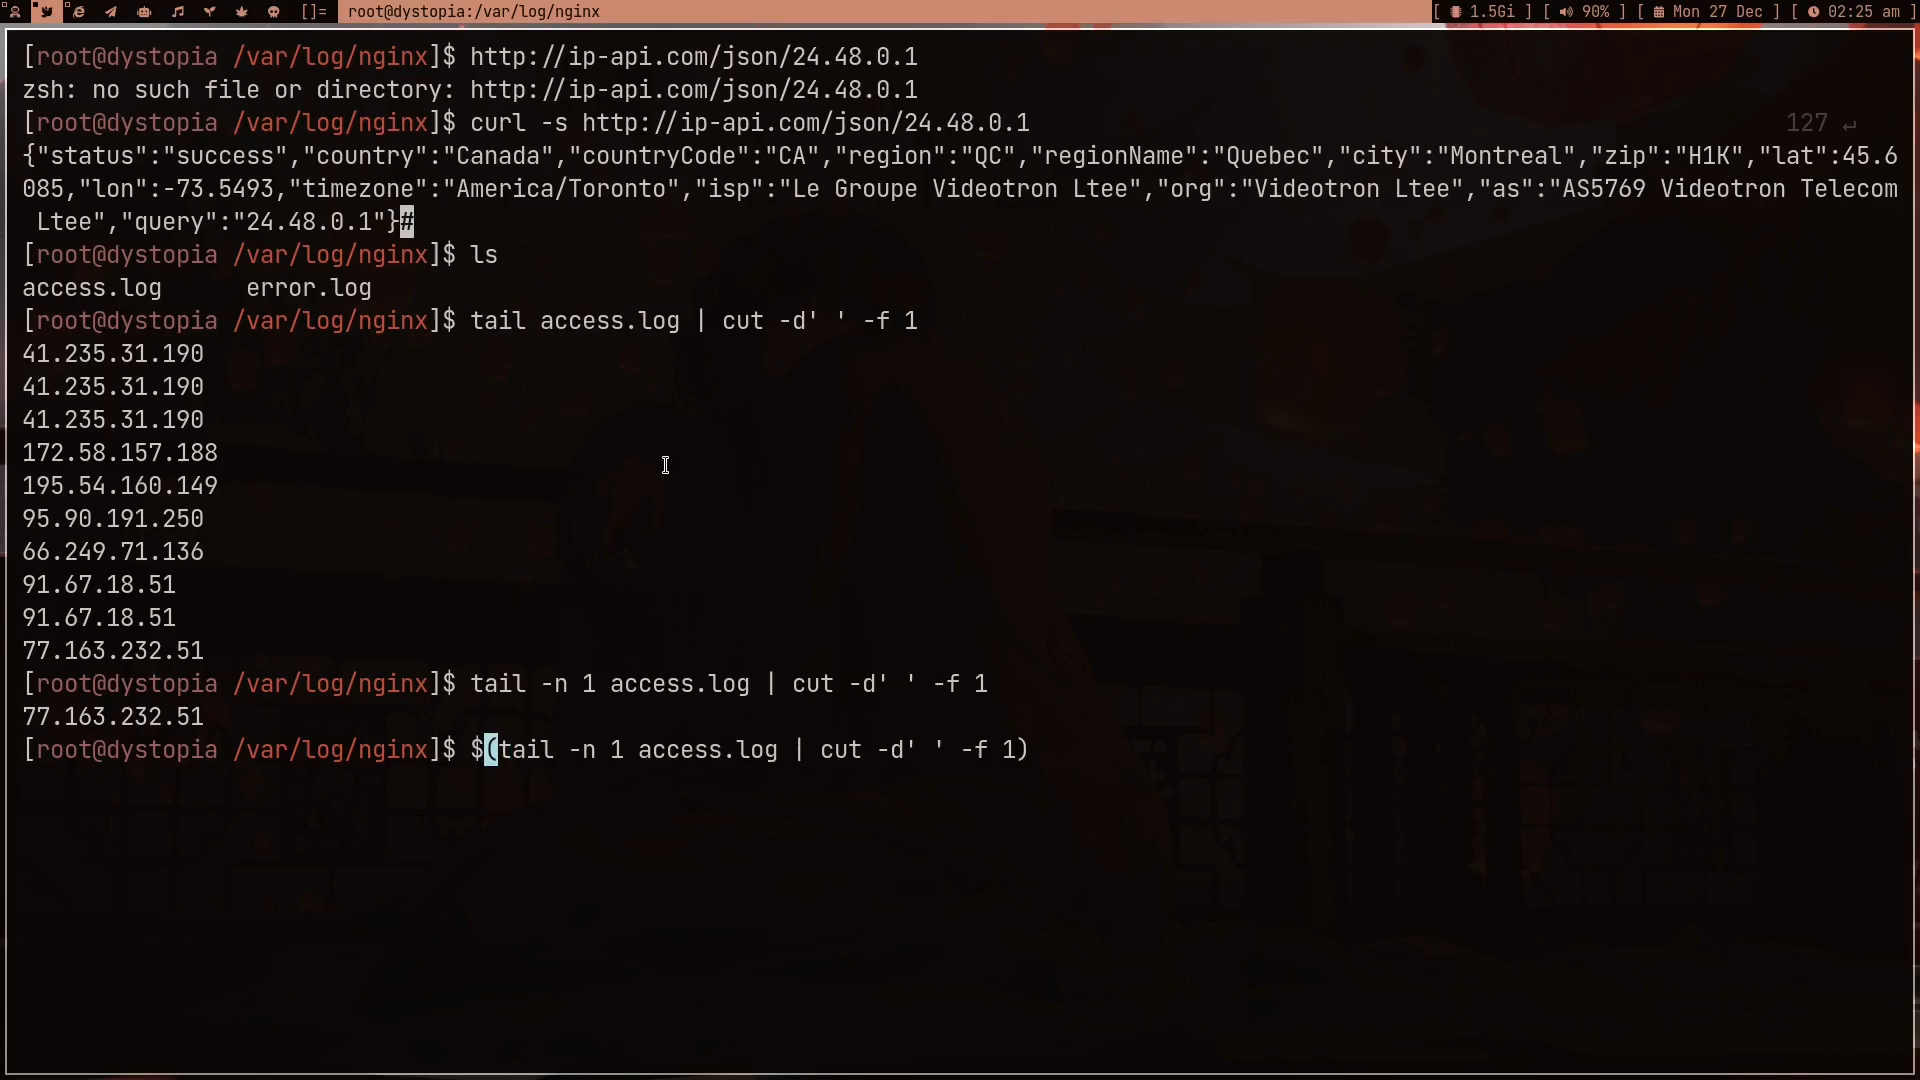 []= root@dystopia:/var/log/nginx [ 1.5Gi ] [ 90% ] [ Mon 27 Dec ] [ 02:25 am ]
[root@dystopia /var/log/nginx]$ http://ip-api.com/json/24.48.0.1
zsh: no such file or directory: http://ip-api.com/json/24.48.0.1
[root@dystopia /var/log/nginx]$ curl -s http://ip-api.com/json/24.48.0.1 127 ↵
{"status":"success","country":"Canada","countryCode":"CA","region":"QC","regionName":"Quebec","city":"Montreal","zip":"H1K","lat":45.6
085,"lon":-73.5493,"timezone":"America/Toronto","isp":"Le Groupe Videotron Ltee","org":"Videotron Ltee","as":"AS5769 Videotron Telecom
 Ltee","query":"24.48.0.1"}#
[root@dystopia /var/log/nginx]$ ls
access.log      error.log
[root@dystopia /var/log/nginx]$ tail access.log | cut -d' ' -f 1
41.235.31.190
41.235.31.190
41.235.31.190
172.58.157.188
195.54.160.149
95.90.191.250
66.249.71.136
91.67.18.51
91.67.18.51
77.163.232.51
[root@dystopia /var/log/nginx]$ tail -n 1 access.log | cut -d' ' -f 1
77.163.232.51
[root@dystopia /var/log/nginx]$ $(tail -n 1 access.log | cut -d' ' -f 1)